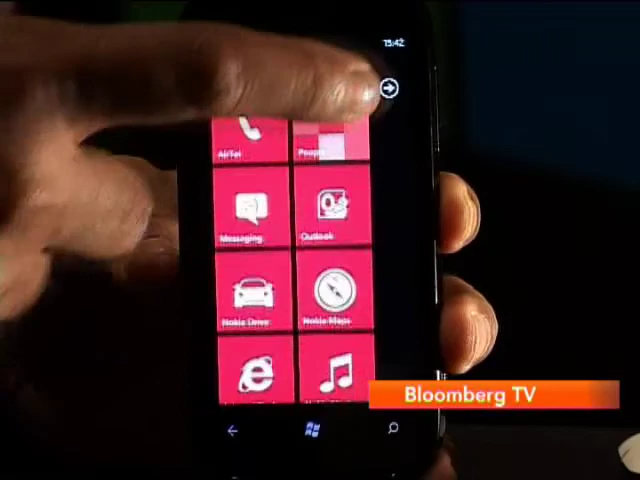 15:42
AirTel
People
Messaging
Outlook
Nokia Drive
Nokia Maps
Bloomberg TV